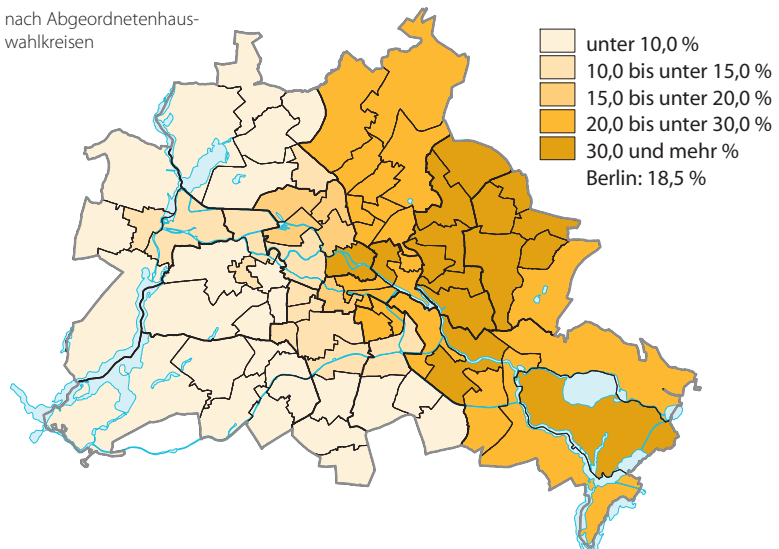 nach Abgeordnetenhaus-
wahlkreisen
unter 10,0 %
10,0 bis unter 15,0 %
15,0 bis unter 20,0 %
20,0 bis unter 30,0 %
30,0 und mehr %
Berlin: 18,5 %